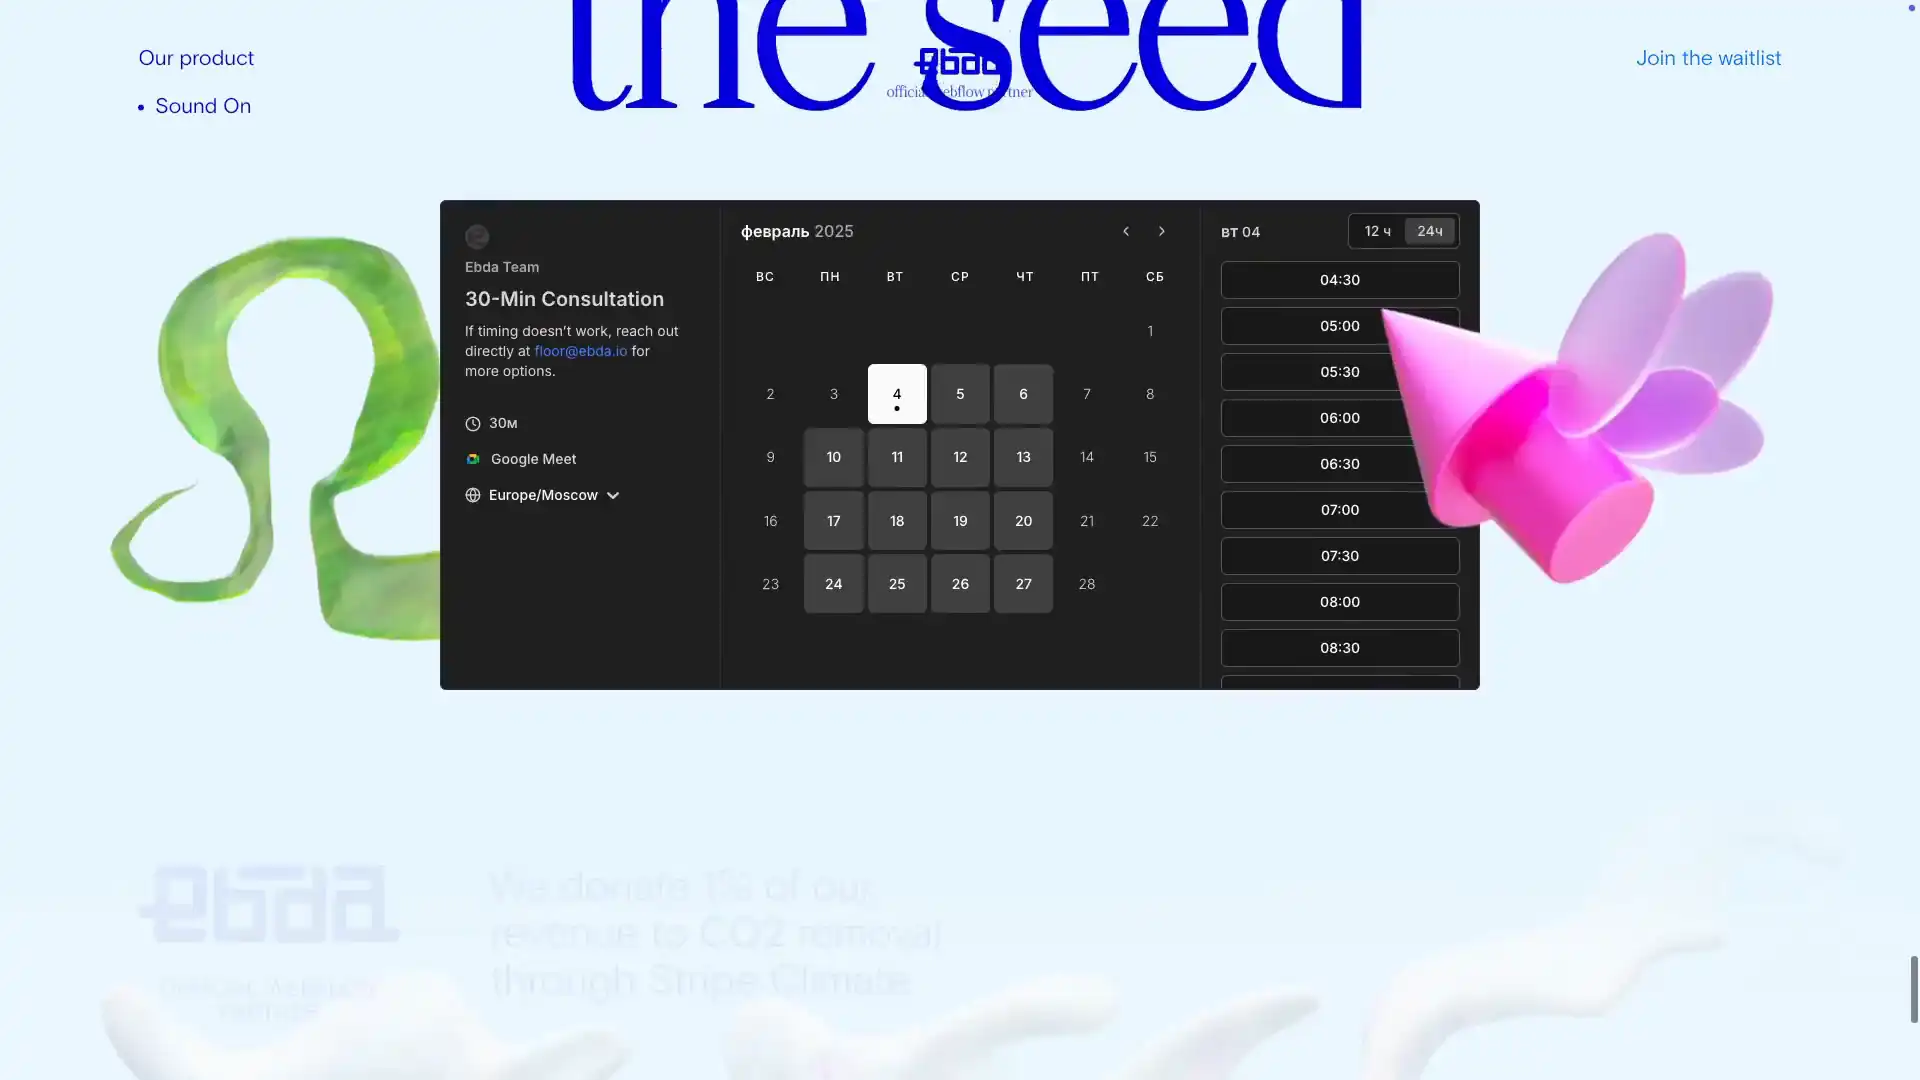 the seed
Our product
ebda
Join the waitlist
official webflow partner
• Sound On
Ebda Team
30-Min Consultation
If timing doesn't work, reach out
directly at floor@ebda.io for
more options.
30м
Google Meet
Europe/Moscow
февраль 2025
ВС ПН ВТ СР ЧТ ПТ СБ
1
2 3 4 5 6 7 8
9 10 11 12 13 14 15
16 17 18 19 20 21 22
23 24 25 26 27 28
вт 04
12 ч 24ч
04:30
05:00
05:30
06:00
06:30
07:00
07:30
08:00
08:30
ebda
We donate 1% of our
revenue to CO2 removal
through Stripe Climate